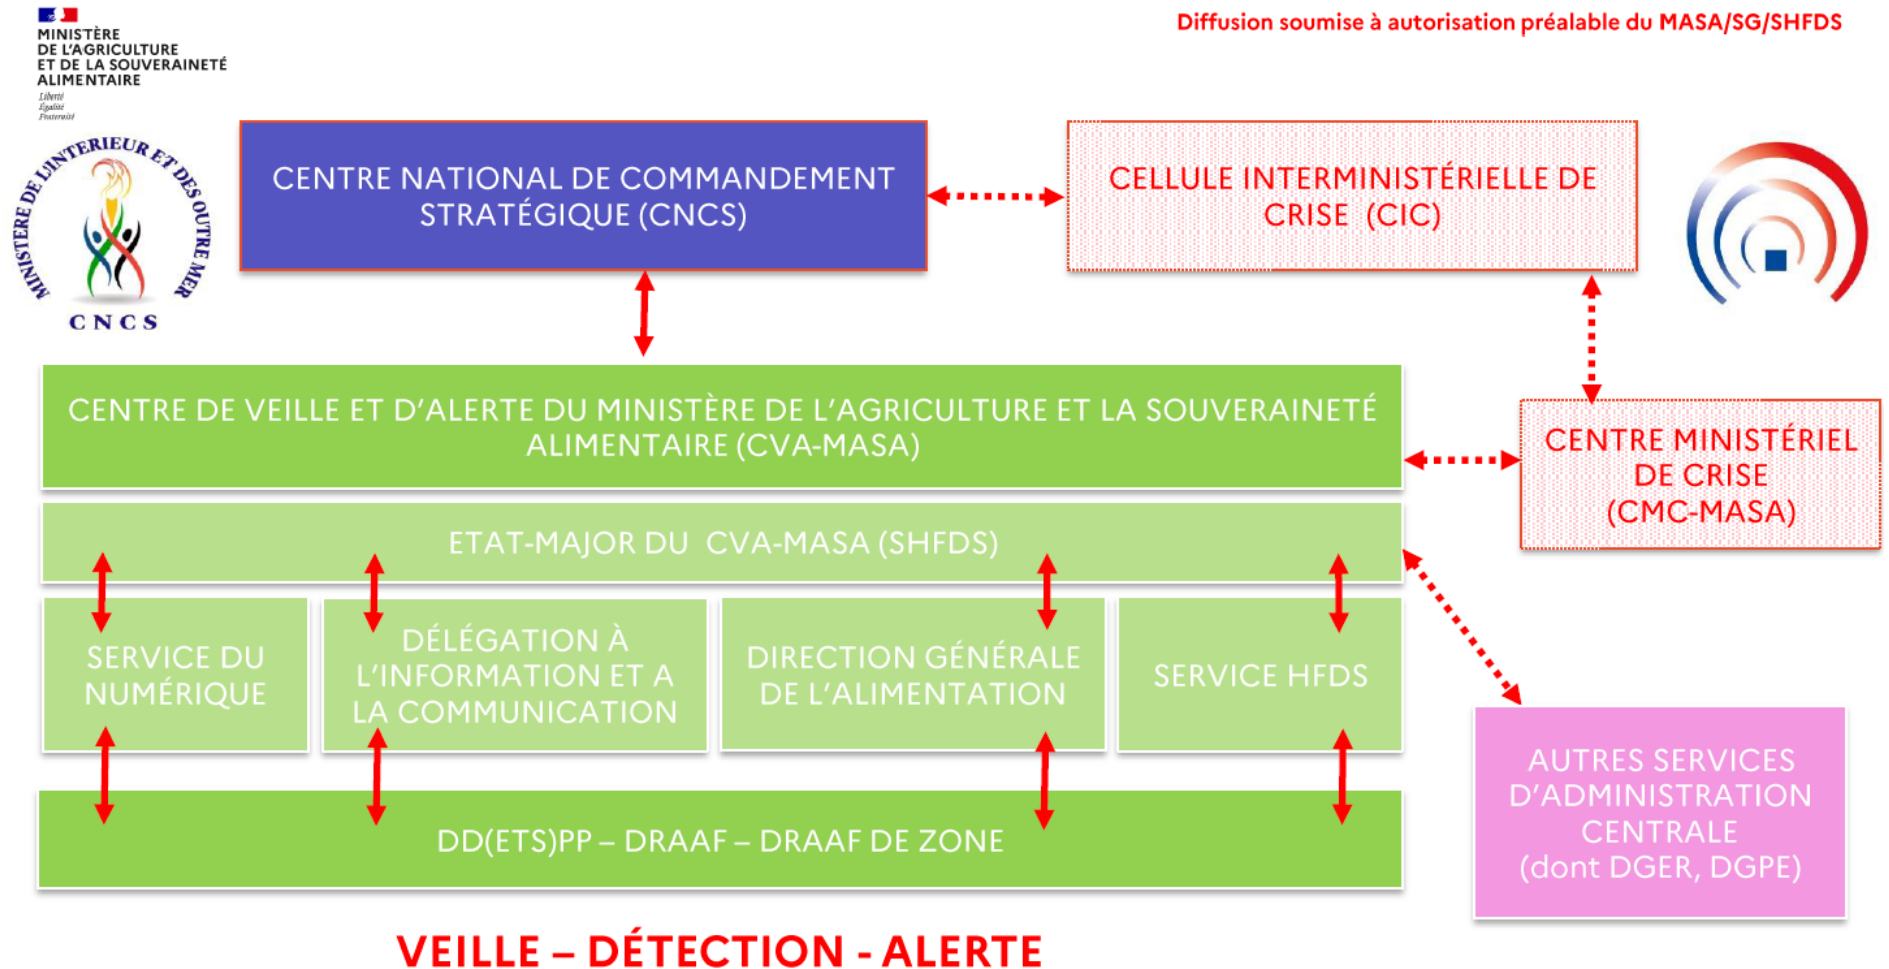 MINISTÈRE
DE L'AGRICULTURE
ET DE LA SOUVERAINETÉ
ALIMENTAIRE
Liberté
Égalité
Fraternité
Diffusion soumise à autorisation préalable du MASA/SG/SHFDS
MINISTERE DE L'INTERIEUR ET DES OUTRE MER
CNCS
CENTRE NATIONAL DE COMMANDEMENT
STRATÉGIQUE (CNCS)
CELLULE INTERMINISTÉRIELLE DE
CRISE (CIC)
CENTRE DE VEILLE ET D'ALERTE DU MINISTÈRE DE L'AGRICULTURE ET LA SOUVERAINETÉ
ALIMENTAIRE (CVA-MASA)
CENTRE MINISTÉRIEL
DE CRISE
(CMC-MASA)
ETAT-MAJOR DU CVA-MASA (SHFDS)
SERVICE DU
NUMÉRIQUE
DÉLÉGATION À
L'INFORMATION ET A
LA COMMUNICATION
DIRECTION GÉNÉRALE
DE L'ALIMENTATION
SERVICE HFDS
AUTRES SERVICES
D'ADMINISTRATION
CENTRALE
(dont DGER, DGPE)
DD(ETS)PP – DRAAF – DRAAF DE ZONE
VEILLE – DÉTECTION - ALERTE